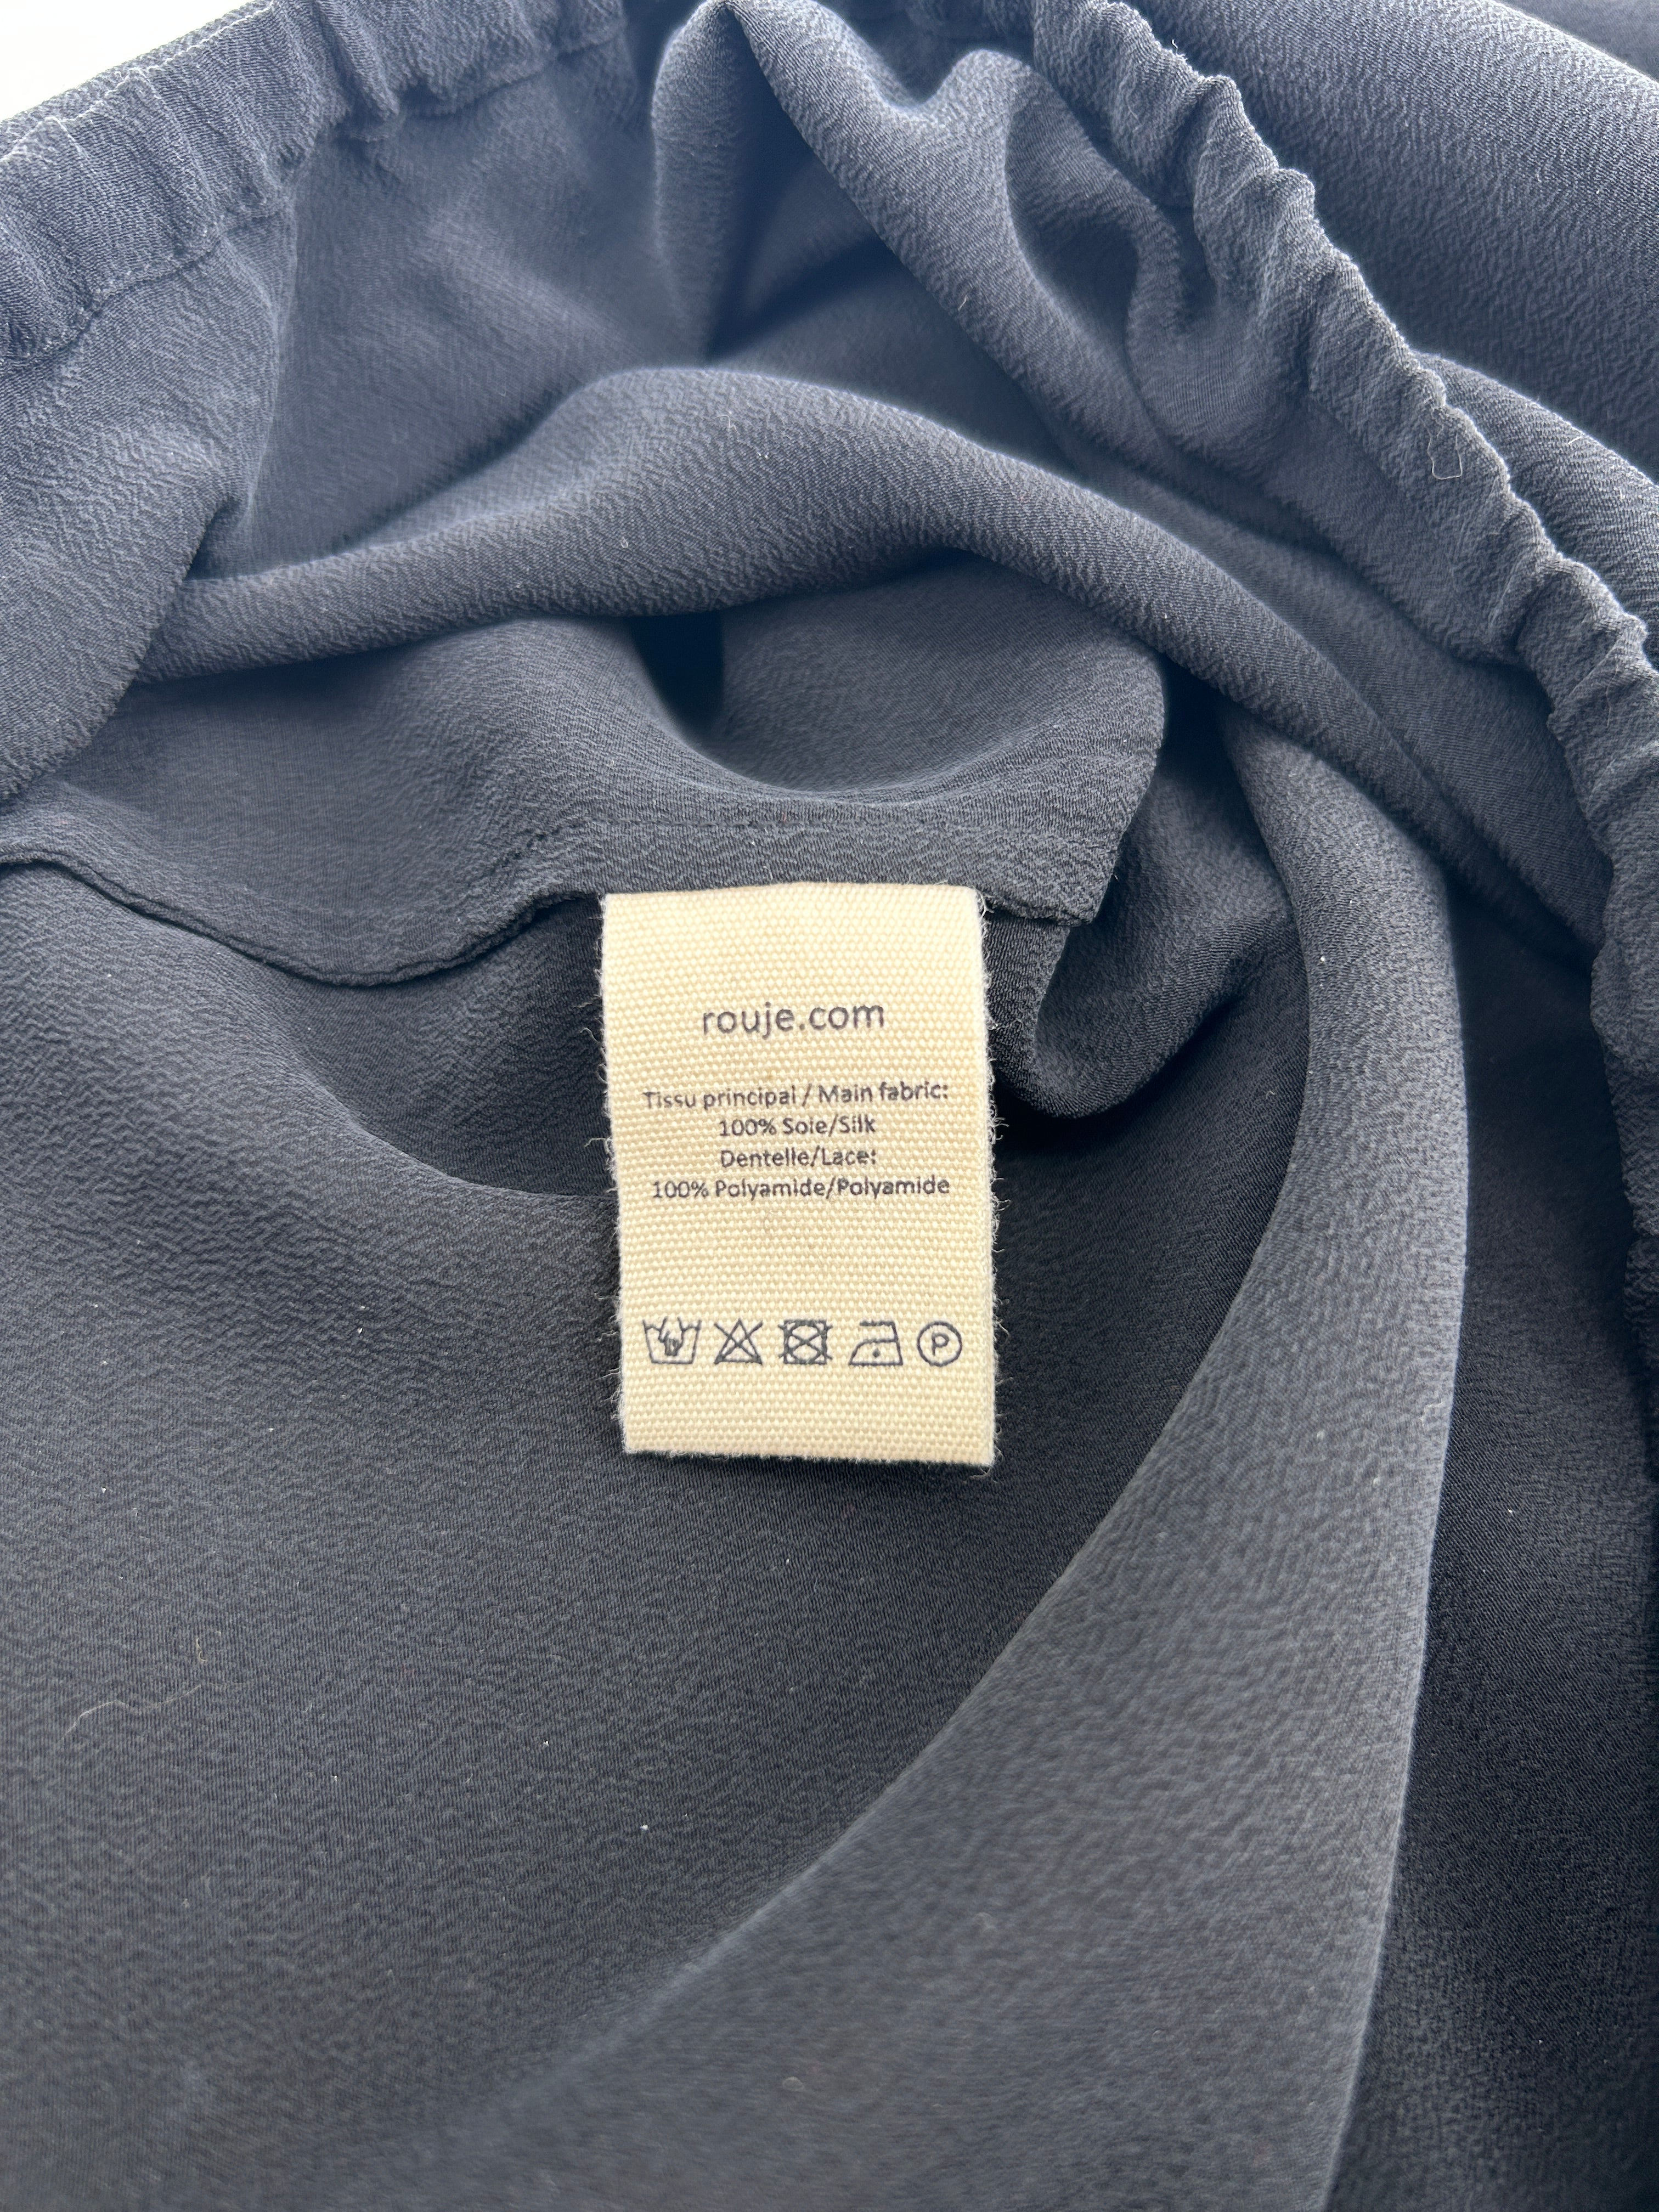 rouje.com
Tissu principal / Main fabric:
100% Soie/Silk
Dentelle/Lace:
100% Polyamide/Polyamide
P